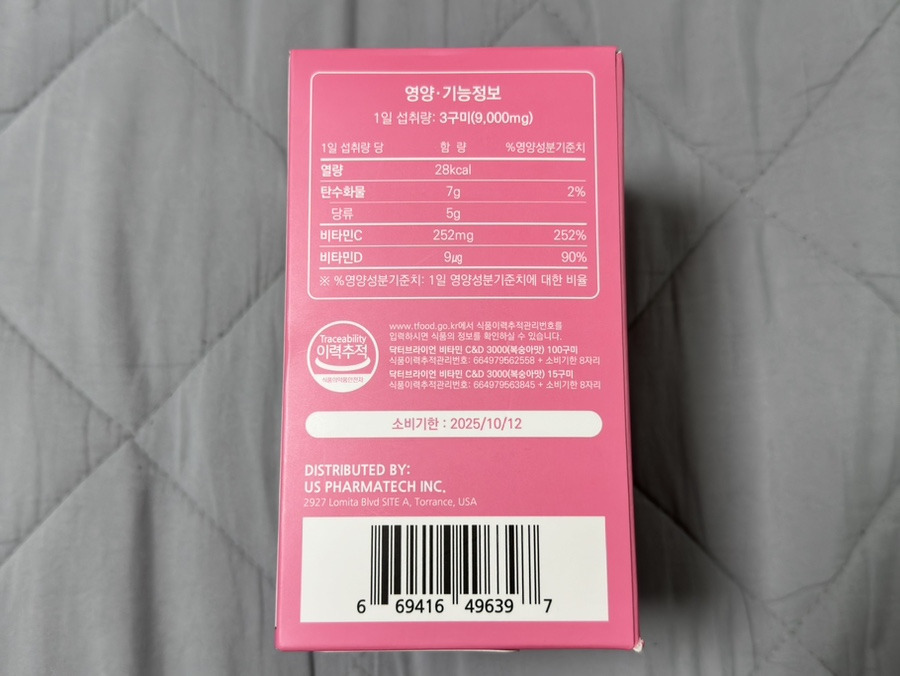 영양·기능정보
1일 섭취량: 3구미(9,000mg)
1일 섭취량 당 함 량 %영양성분기준치
열량 28kcal
탄수화물 7g 2%
당류 5g
비타민C 252mg 252%
비타민D 9㎍ 90%
※ %영양성분기준치: 1일 영양성분기준치에 대한 비율
Traceability
이력추적
식품의약품안전처
www.tfood.go.kr에서 식품이력추적관리번호를
입력하시면 식품의 정보를 확인하실 수 있습니다.
닥터브라이언 비타민 C&D 3000(복숭아맛) 100구미
식품이력추적관리번호: 664979562558 + 소비기한 8자리
닥터브라이언 비타민 C&D 3000(복숭아맛) 15구미
식품이력추적관리번호: 664979563845 + 소비기한 8자리
소비기한 : 2025/10/12
DISTRIBUTED BY:
US PHARMATECH INC.
2927 Lomita Blvd SITE A, Torrance, USA
6 69416 49639 7